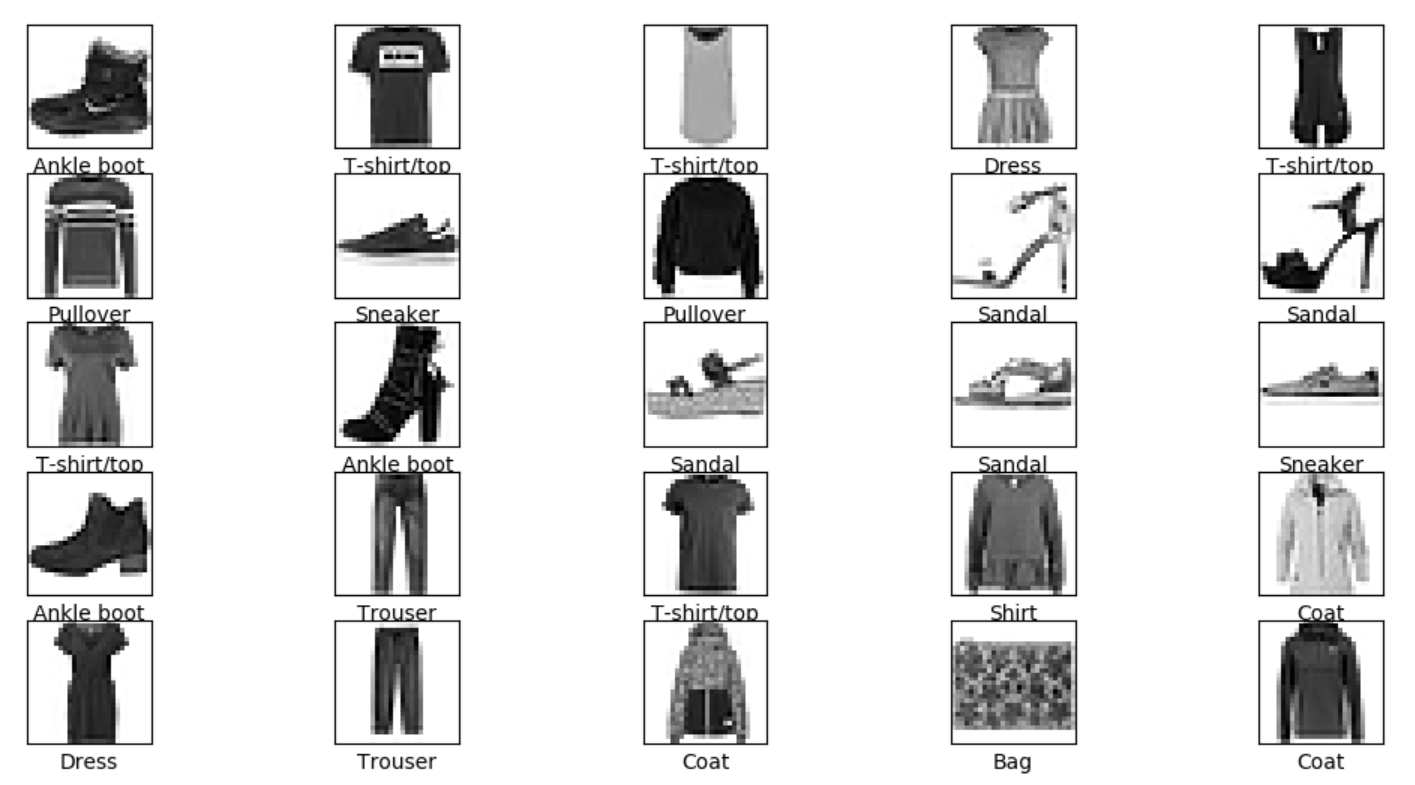 Ankle boot T-shirt/top T-shirt/top Dress T-shirt/top
Pullover Sneaker Pullover Sandal Sandal
T-shirt/top Ankle boot Sandal Sandal Sneaker
Ankle boot Trouser T-shirt/top Shirt Coat
Dress Trouser Coat Bag Coat